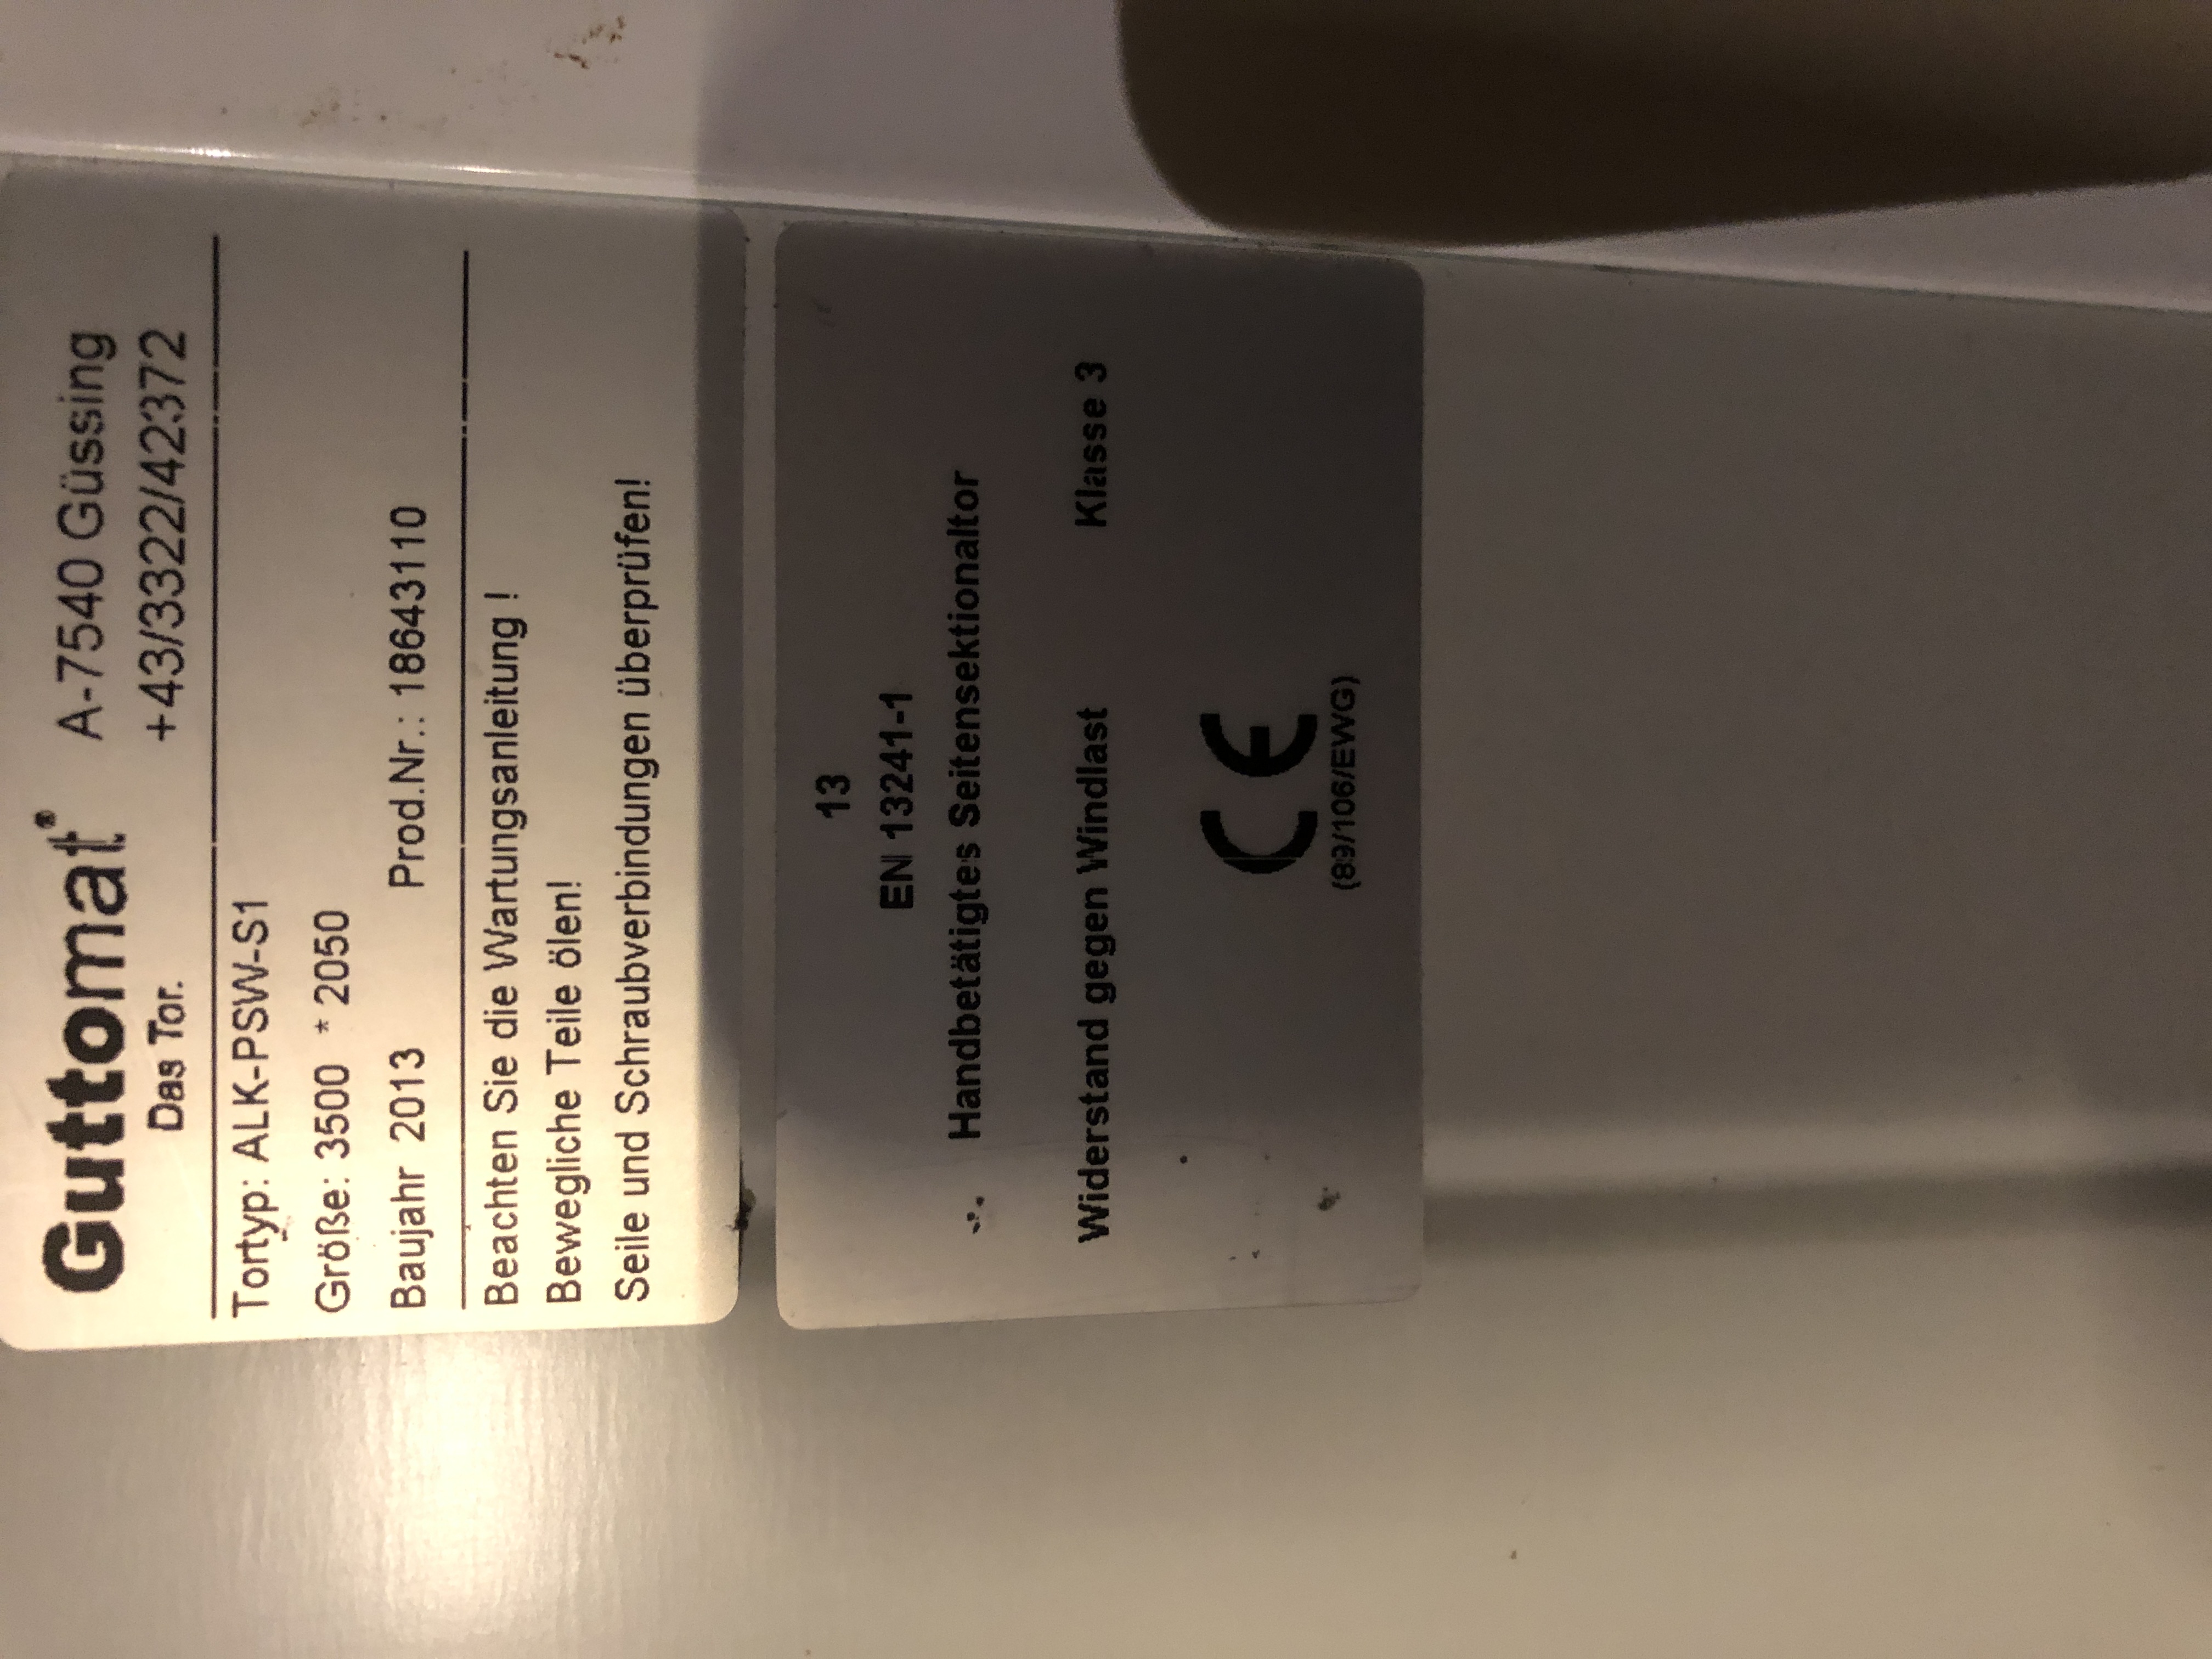 Guttomat® A-7540 Güssing
Das Tor. +43/3322/42372
Tortyp: ALK-PSW-S1
Größe: 3500 * 2050
Baujahr 2013 Prod.Nr.: 18643110
Beachten Sie die Wartungsanleitung !
Bewegliche Teile ölen!
Seile und Schraubverbindungen überprüfen!
13
EN 13241-1
Handbetätigtes Seitensektionaltor
Widerstand gegen Windlast Klasse 3
CE
(89/106/EWG)